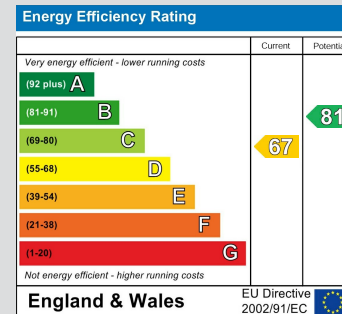 Energy Efficiency Rating
Current Potentia
Very energy efficient - lower running costs
(92 plus) A
(81-91) B 81
(69-80) C 67
(55-68) D
(39-54) E
(21-38) F
(1-20) G
Not energy efficient - higher running costs
England & Wales
EU Directive
2002/91/EC